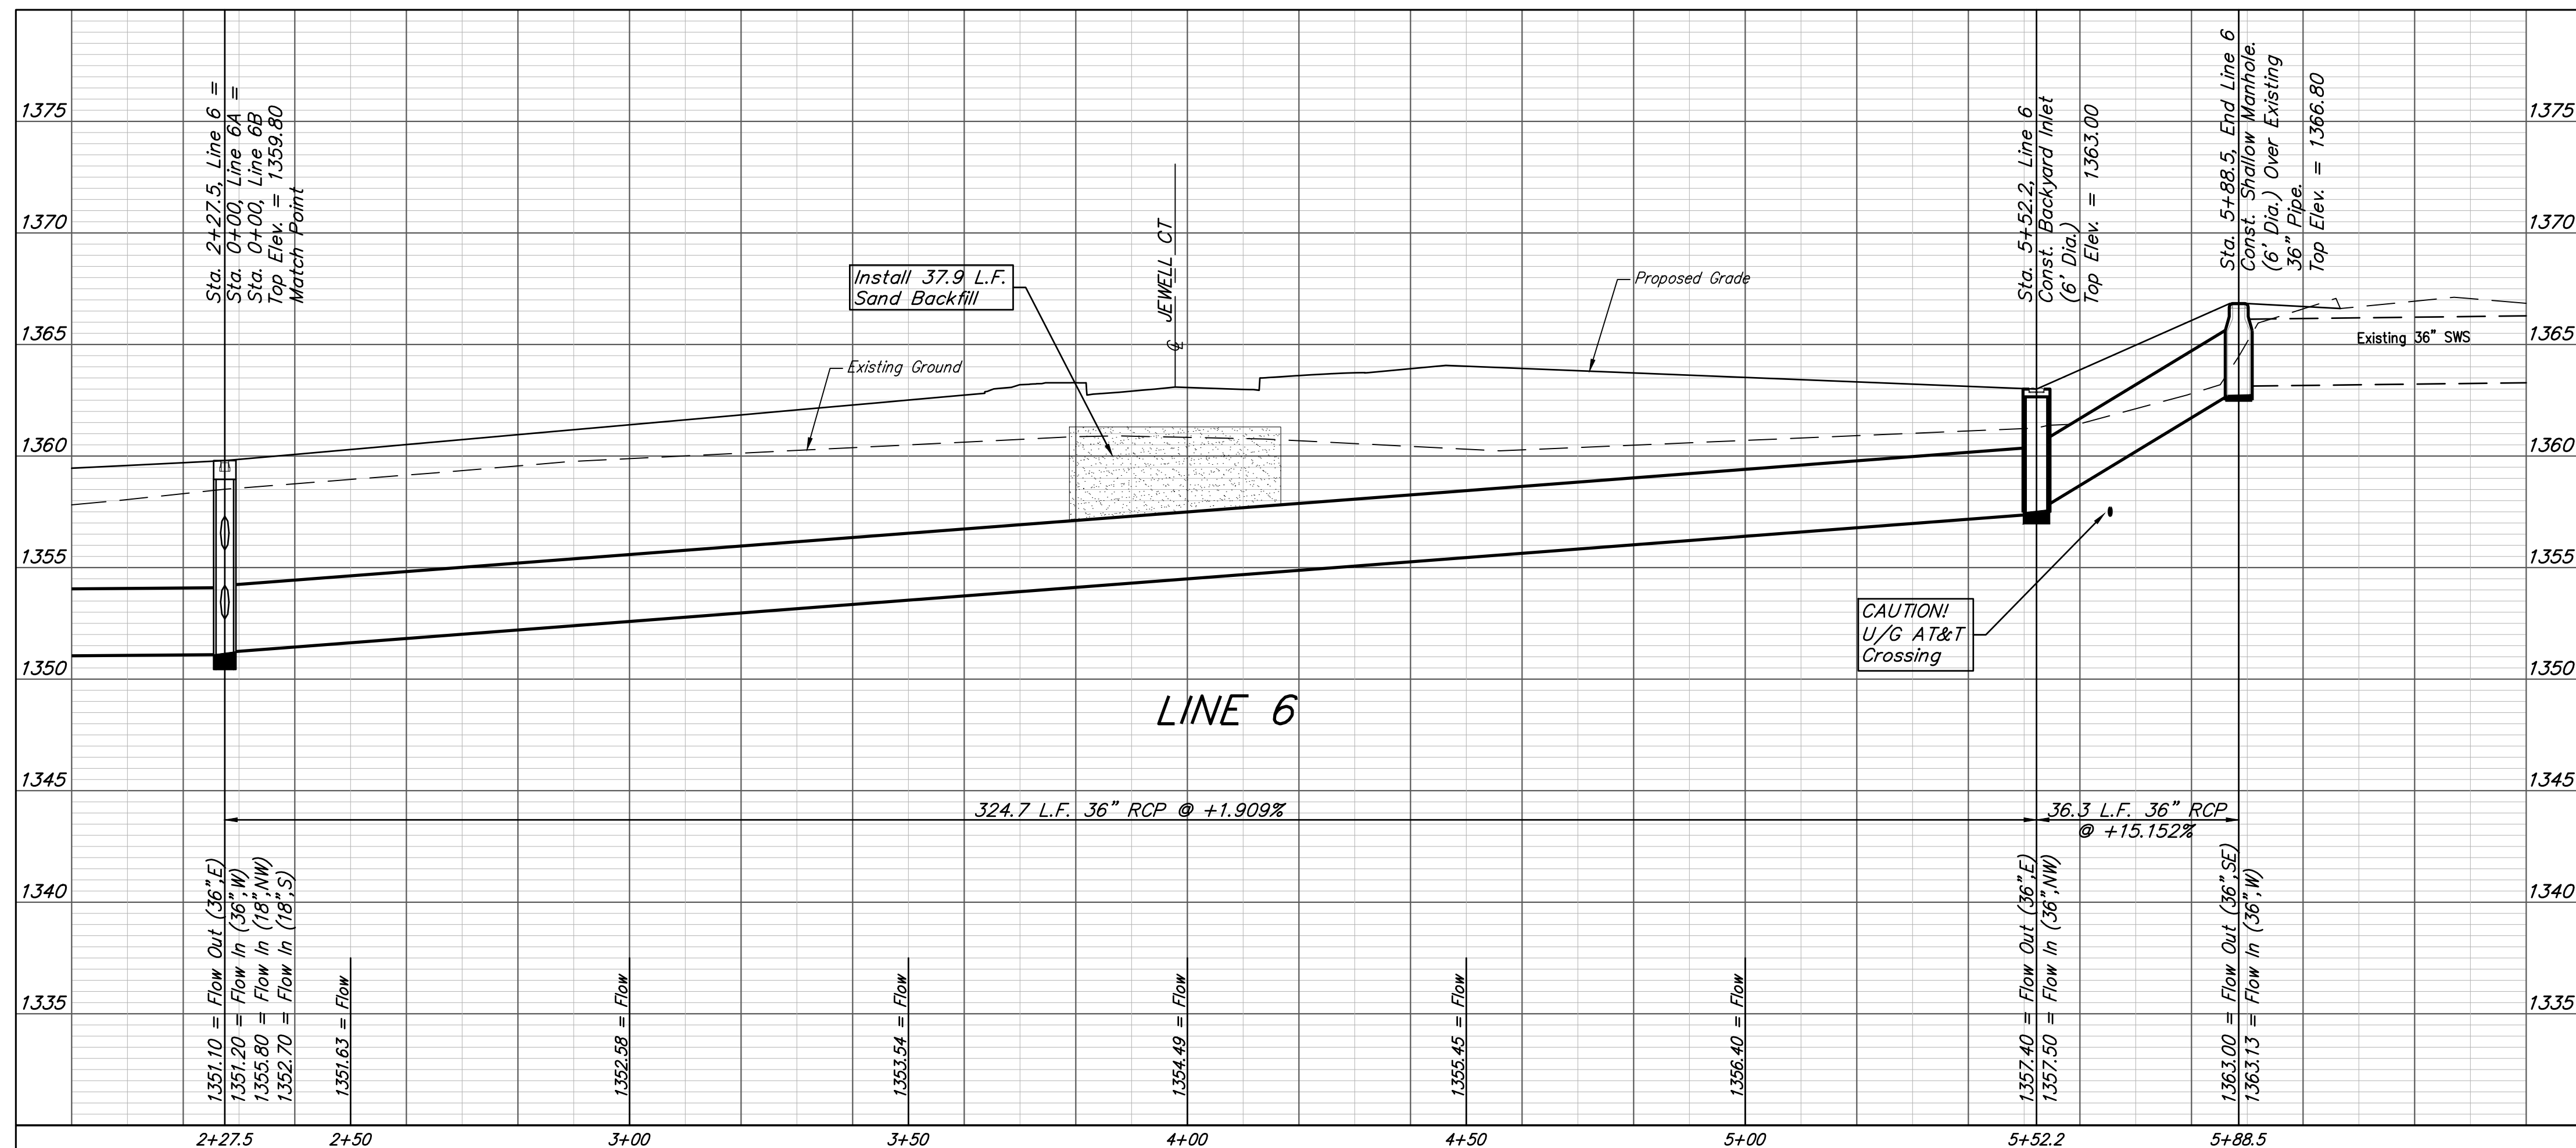 Sta. 2+27.5, Line 6 =
Sta. 0+00, Line 6A =
Sta. 0+00, Line 6B
Top Elev. = 1359.80
Match Point
Sta. 5+52.2, Line 6
Const. Backyard Inlet
(6' Dia.)
Top Elev. = 1363.00
Sta. 5+88.5, End Line 6
Const. Shallow Manhole.
(6' Dia.) Over Existing
36" Pipe.
Top Elev. = 1366.80
1375
1370
1365
1360
1355
1350
1345
1340
1335
1375
1370
1365
1360
1355
1350
1345
1340
1335
Install 37.9 L.F.
Sand Backfill
JEWELL CT
℄
Proposed Grade
Existing Ground
Existing 36" SWS
CAUTION!
U/G AT&T
Crossing
LINE 6
324.7 L.F. 36" RCP @ +1.909%
36.3 L.F. 36" RCP
@ +15.152%
1351.10 = Flow Out (36",E)
1351.20 = Flow In (36",W)
1355.80 = Flow In (18",NW)
1352.70 = Flow In (18",S)
1351.63 = Flow
1352.58 = Flow
1353.54 = Flow
1354.49 = Flow
1355.45 = Flow
1356.40 = Flow
1357.40 = Flow Out (36",E)
1357.50 = Flow In (36",NW)
1363.00 = Flow Out (36",SE)
1363.13 = Flow In (36",W)
2+27.5
2+50
3+00
3+50
4+00
4+50
5+00
5+52.2
5+88.5